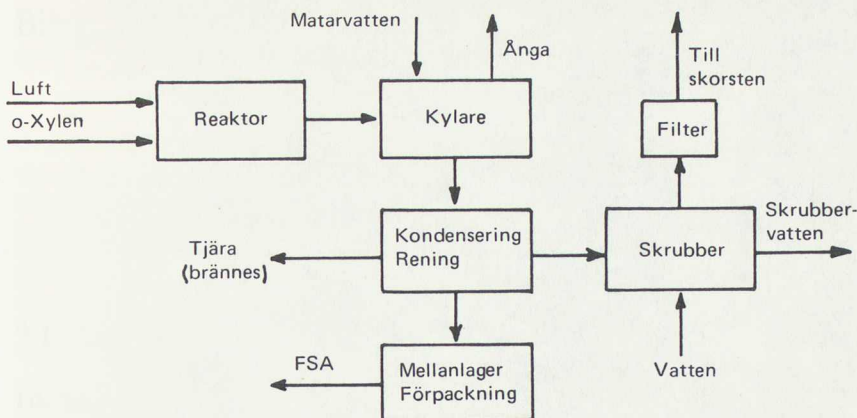 Matarvatten
Ånga
Till
skorsten
Luft
o-Xylen
Reaktor
Kylare
Filter
Tjära
(brännes)
Kondensering
Rening
Skrubber
Skrubber-
vatten
FSA
Mellanlager
Förpackning
Vatten